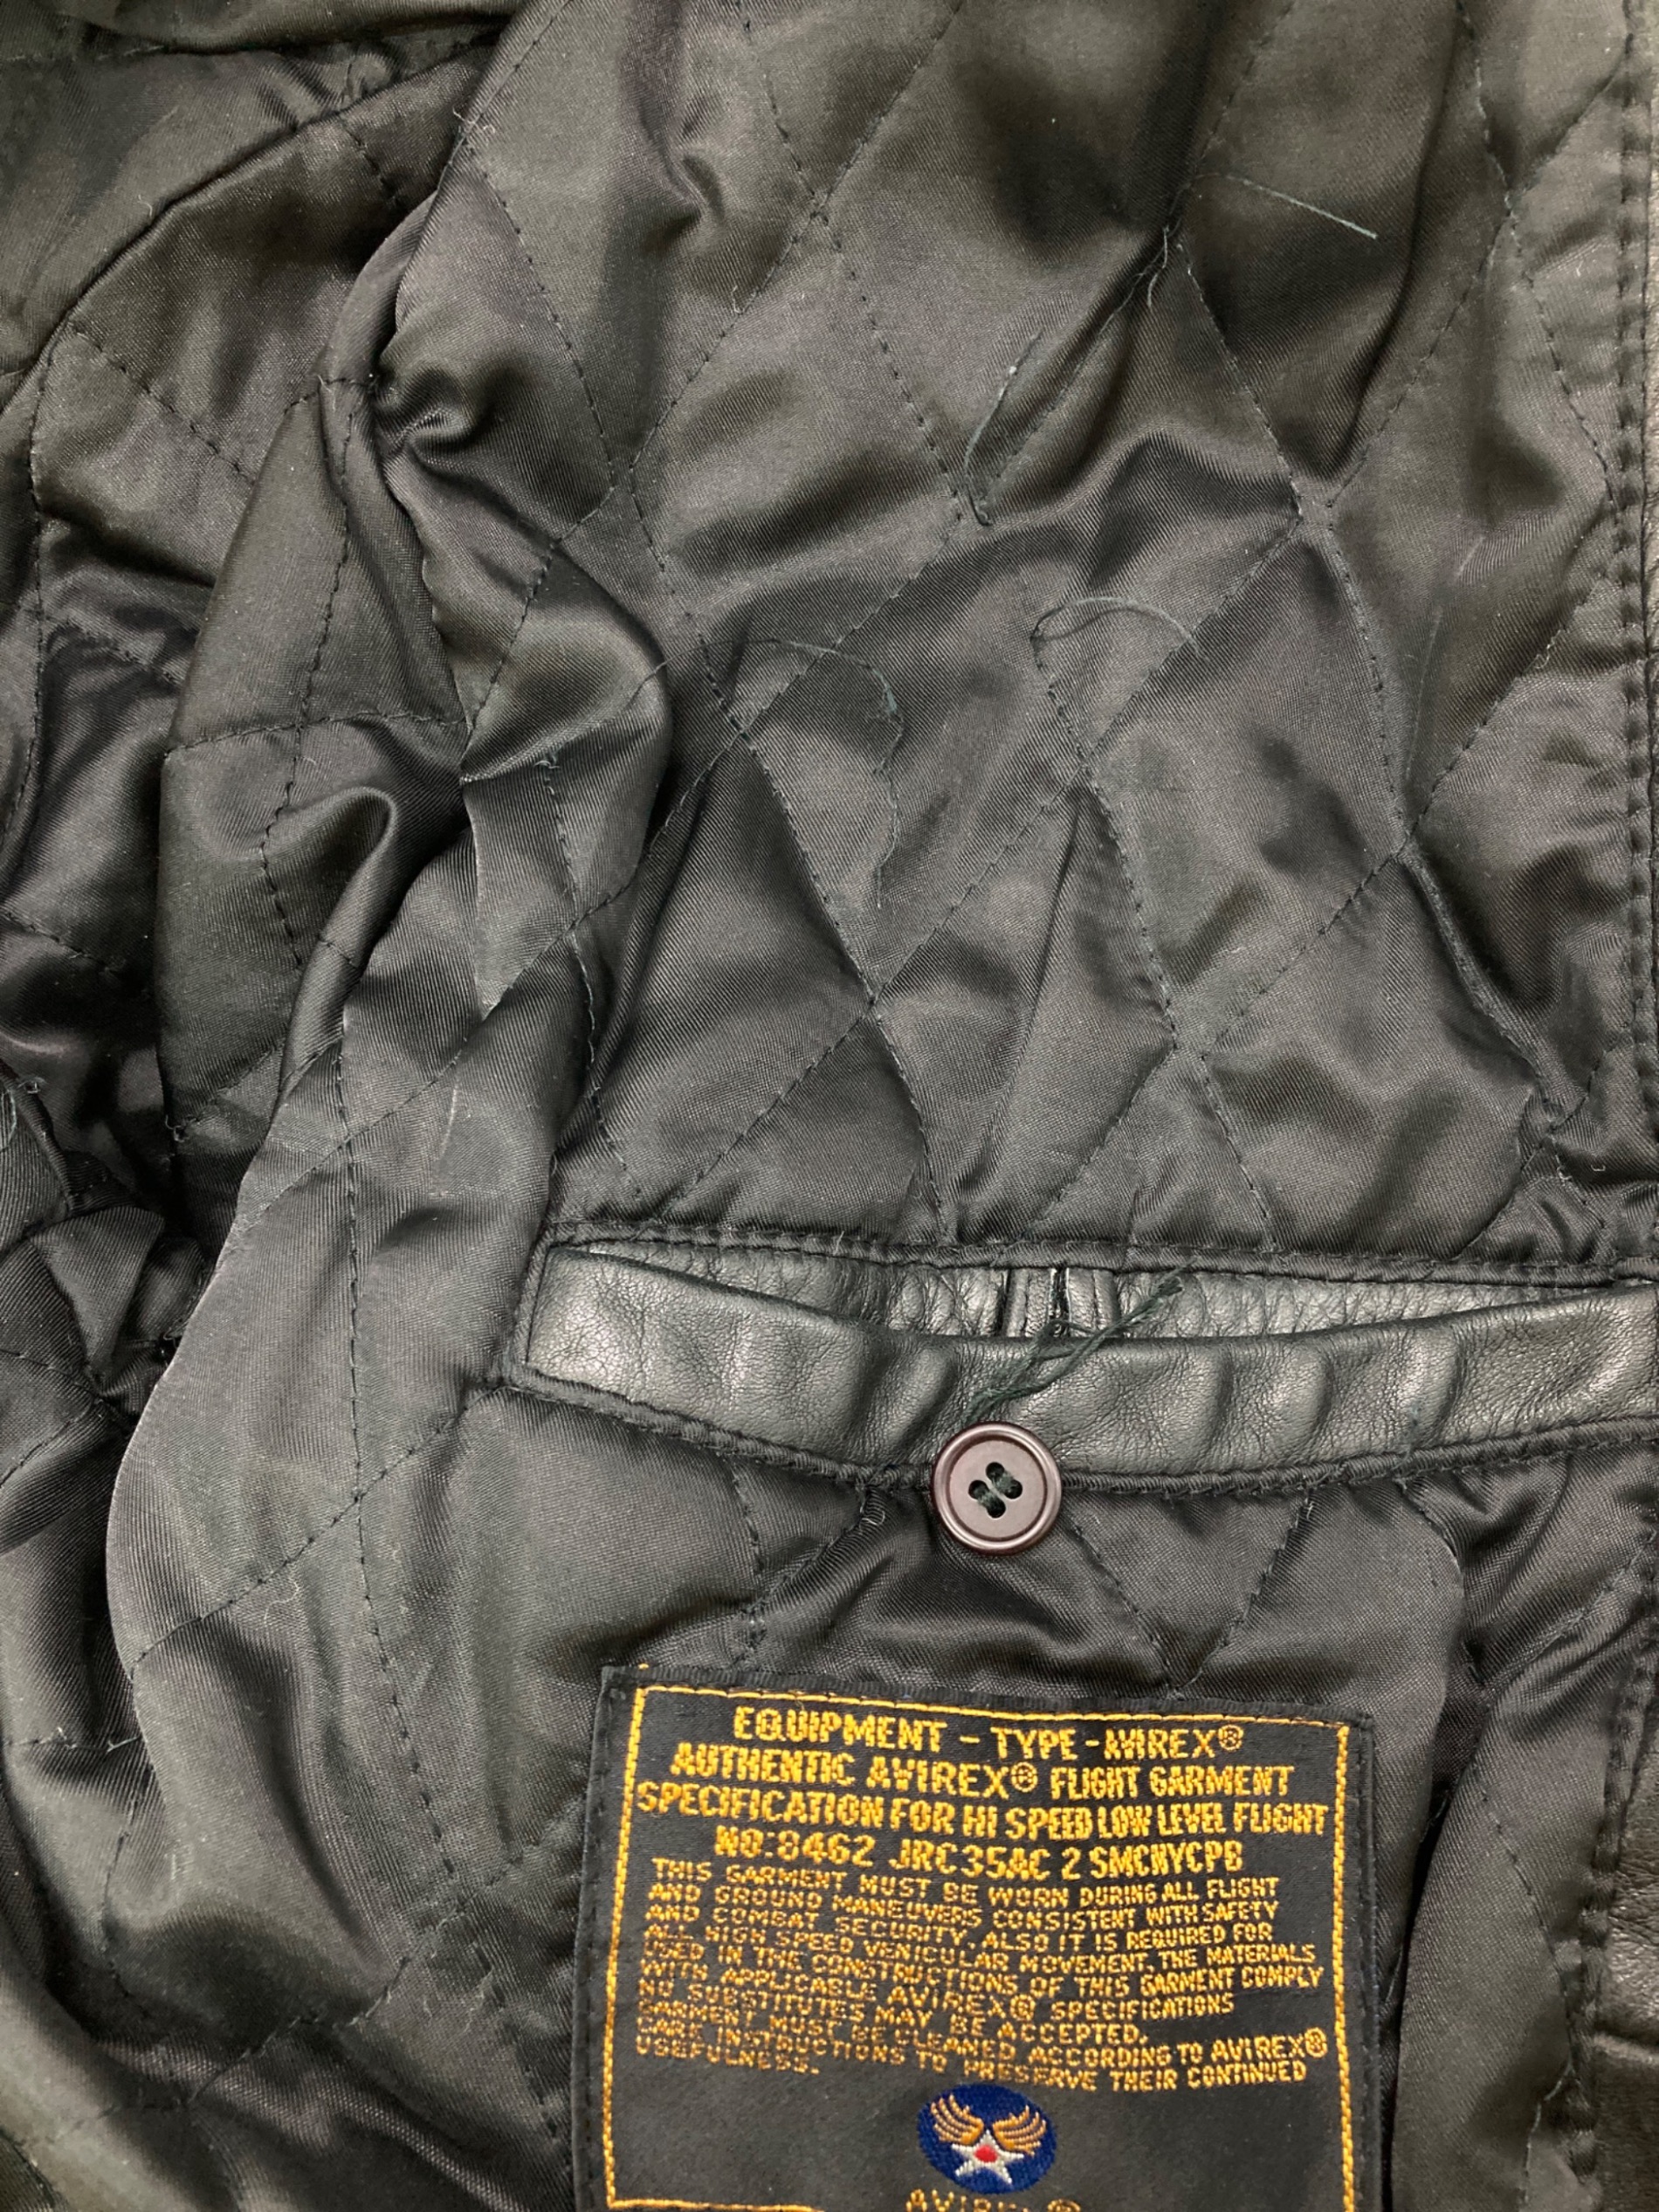 EQUIPMENT - TYPE - AVIREX®
AUTHENTIC AVIREX® FLIGHT GARMENT
SPECIFICATION FOR HI SPEED LOW LEVEL FLIGHT
NO:8462 JRC35AC 2 SMCNYCPB
THIS GARMENT MUST BE WORN DURING ALL FLIGHT
AND GROUND MANEUVERS CONSISTENT WITH SAFETY
AND COMBAT SECURITY. ALSO IT IS REQUIRED FOR
ALL HIGH SPEED VENICULAR MOVEMENT. THE MATERIALS
USED IN THE CONSTRUCTIONS OF THIS GARMENT COMPLY
WITH APPLICABLE AVIREX® SPECIFICATIONS
NO SUBSTITUTES MAY BE ACCEPTED.
GARMENT MUST BE CLEANED ACCORDING TO AVIREX®
CARE INSTRUCTIONS TO PRESERVE THEIR CONTINUED
USEFULNESS.
AVIREX®